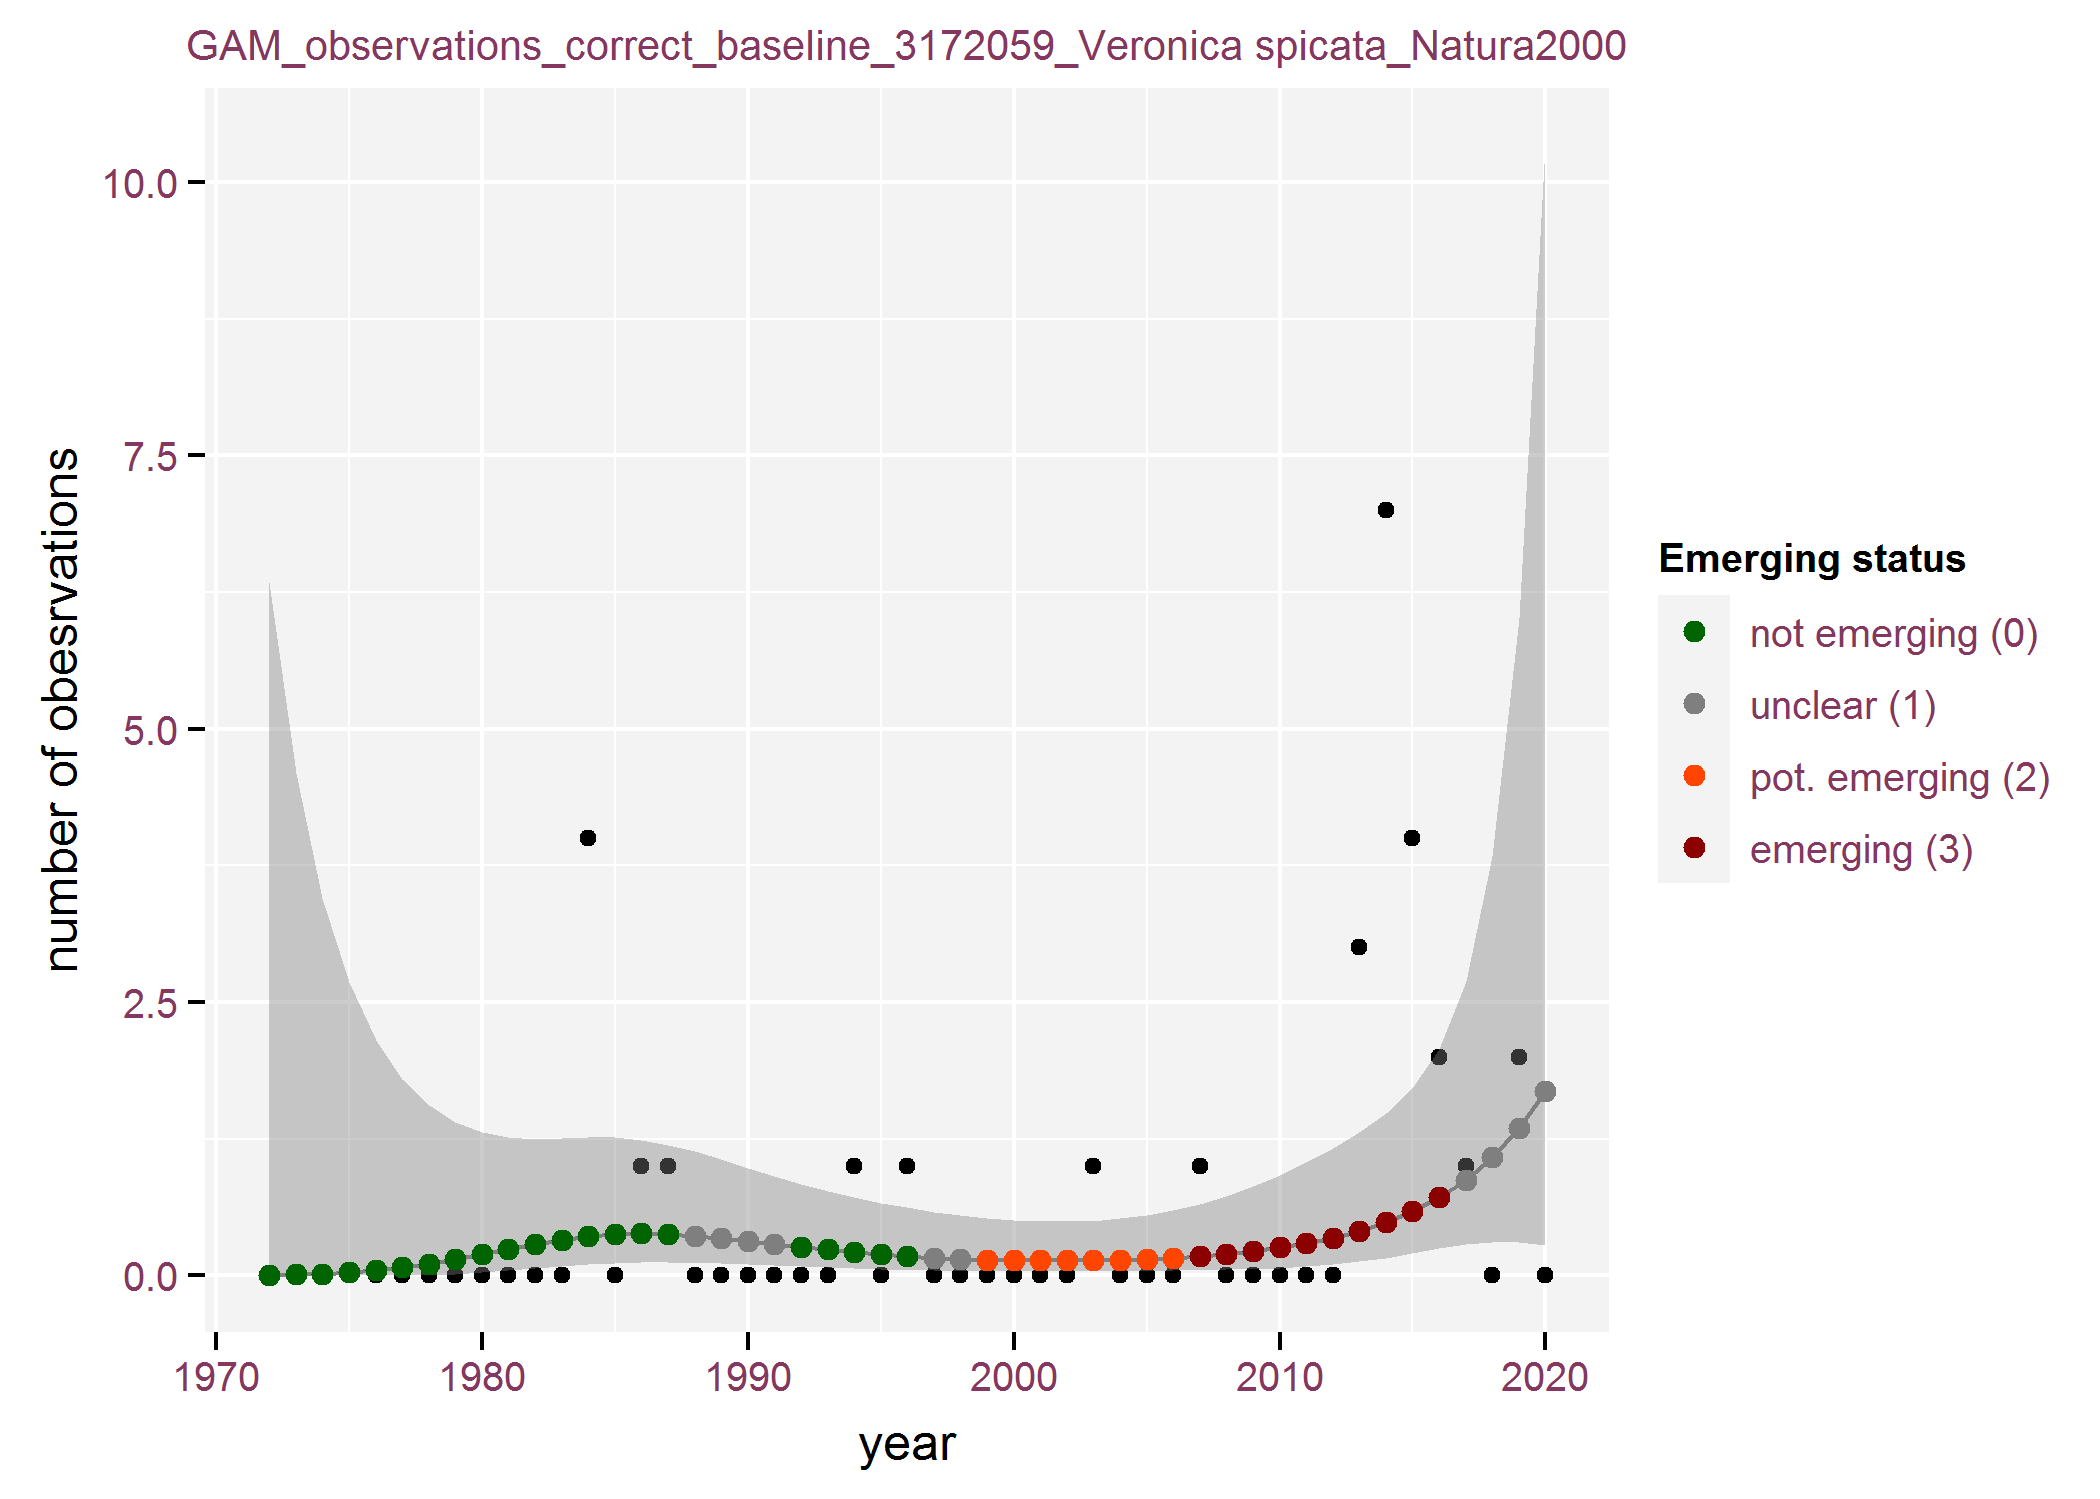 GAM_observations_correct_baseline_3172059_Veronica spicata_Natura2000
number of obesrvations
10.0
7.5
5.0
2.5
0.0
1970 1980 1990 2000 2010 2020
year
Emerging status
not emerging (0)
unclear (1)
pot. emerging (2)
emerging (3)